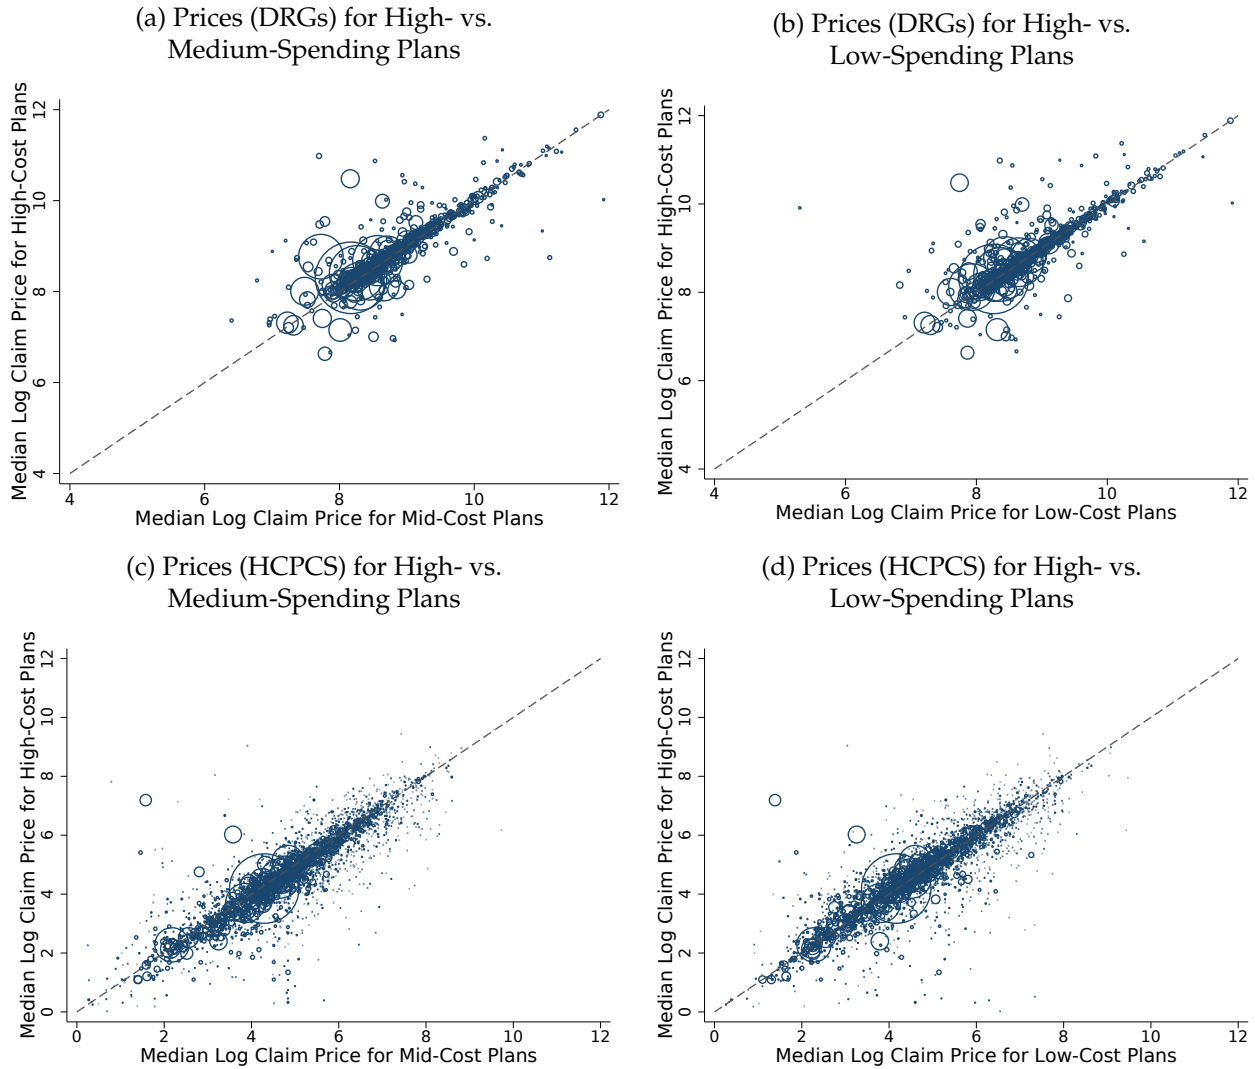 (a) Prices (DRGs) for High- vs.
Medium-Spending Plans
Median Log Claim Price for High-Cost Plans
12
10
8
6
4
4 6 8 10 12
Median Log Claim Price for Mid-Cost Plans
(b) Prices (DRGs) for High- vs.
Low-Spending Plans
Median Log Claim Price for High-Cost Plans
12
10
8
6
4
4 6 8 10 12
Median Log Claim Price for Low-Cost Plans
(c) Prices (HCPCS) for High- vs.
Medium-Spending Plans
Median Log Claim Price for High-Cost Plans
12
10
8
6
4
2
0
0 2 4 6 8 10 12
Median Log Claim Price for Mid-Cost Plans
(d) Prices (HCPCS) for High- vs.
Low-Spending Plans
Median Log Claim Price for High-Cost Plans
12
10
8
6
4
2
0
0 2 4 6 8 10 12
Median Log Claim Price for Low-Cost Plans